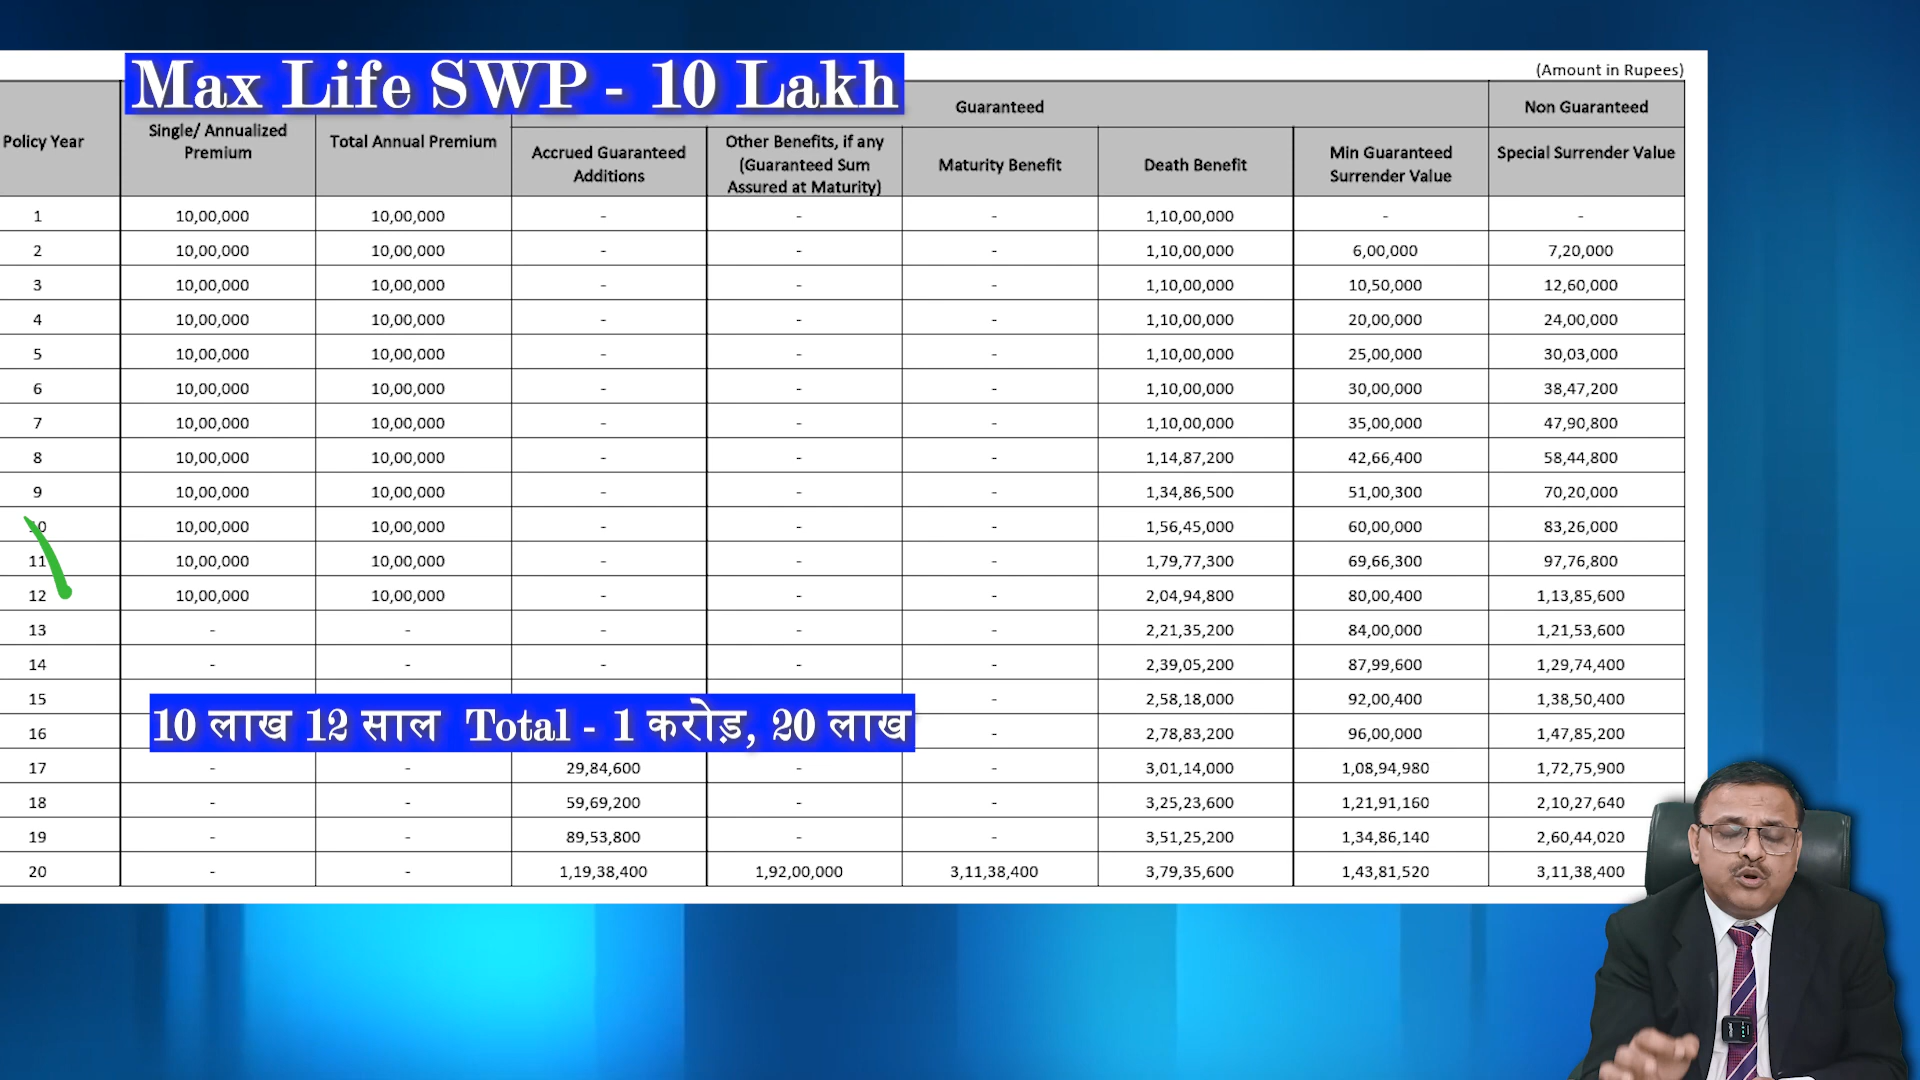 Max Life SWP - 10 Lakh
(Amount in Rupees)
Guaranteed Non Guaranteed
Policy Year Single/ Annualized Premium Total Annual Premium Accrued Guaranteed Additions Other Benefits, if any (Guaranteed Sum Assured at Maturity) Maturity Benefit Death Benefit Min Guaranteed Surrender Value Special Surrender Value
1 10,00,000 10,00,000 - - - 1,10,00,000 - -
2 10,00,000 10,00,000 - - - 1,10,00,000 6,00,000 7,20,000
3 10,00,000 10,00,000 - - - 1,10,00,000 10,50,000 12,60,000
4 10,00,000 10,00,000 - - - 1,10,00,000 20,00,000 24,00,000
5 10,00,000 10,00,000 - - - 1,10,00,000 25,00,000 30,03,000
6 10,00,000 10,00,000 - - - 1,10,00,000 30,00,000 38,47,200
7 10,00,000 10,00,000 - - - 1,10,00,000 35,00,000 47,90,800
8 10,00,000 10,00,000 - - - 1,14,87,200 42,66,400 58,44,800
9 10,00,000 10,00,000 - - - 1,34,86,500 51,00,300 70,20,000
10 10,00,000 10,00,000 - - - 1,56,45,000 60,00,000 83,26,000
11 10,00,000 10,00,000 - - - 1,79,77,300 69,66,300 97,76,800
12 10,00,000 10,00,000 - - - 2,04,94,800 80,00,400 1,13,85,600
13 - - - - - 2,21,35,200 84,00,000 1,21,53,600
14 - - - - - 2,39,05,200 87,99,600 1,29,74,400
15 - 2,58,18,000 92,00,400 1,38,50,400
10 लाख 12 साल Total - 1 करोड़, 20 लाख
16 - 2,78,83,200 96,00,000 1,47,85,200
17 - - 29,84,600 - - 3,01,14,000 1,08,94,980 1,72,75,900
18 - - 59,69,200 - - 3,25,23,600 1,21,91,160 2,10,27,640
19 - - 89,53,800 - - 3,51,25,200 1,34,86,140 2,60,44,020
20 - - 1,19,38,400 1,92,00,000 3,11,38,400 3,79,35,600 1,43,81,520 3,11,38,400